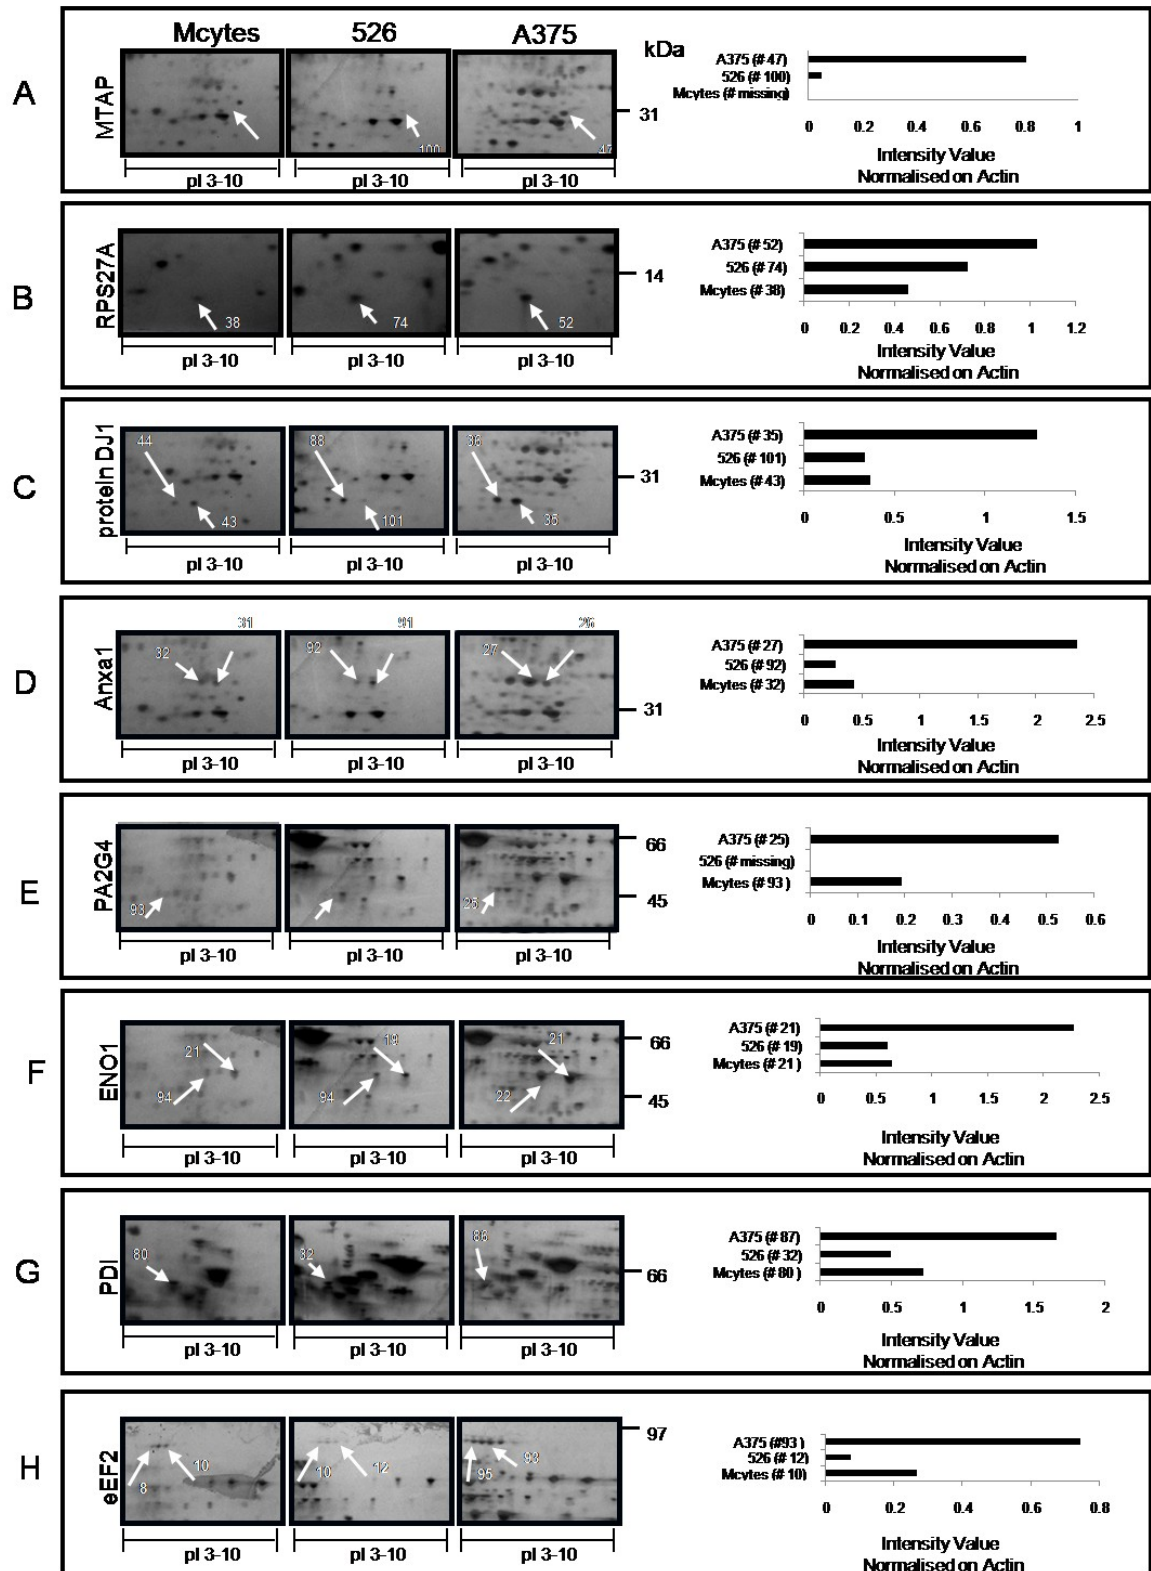 Mcytes 526 A375 kDa
A
MTAP
100 47
31
pI 3-10 pI 3-10 pI 3-10
A375 (# 47)
526 (# 100)
Mcytes (# missing)
0 0.2 0.4 0.6 0.8 1
Intensity Value
Normalised on Actin
B
RPS27A
38 74 52
14
pI 3-10 pI 3-10 pI 3-10
A375 (# 52)
526 (# 74)
Mcytes (# 38)
0 0.2 0.4 0.6 0.8 1 1.2
Intensity Value
Normalised on Actin
C
protein DJ1
44 88 36
43 101 35
31
pI 3-10 pI 3-10 pI 3-10
A375 (# 35)
526 (# 101)
Mcytes (# 43)
0 0.5 1 1.5
Intensity Value
Normalised on Actin
D
Anxa1
31 91 26
32 92 27
31
pI 3-10 pI 3-10 pI 3-10
A375 (# 27)
526 (# 92)
Mcytes (# 32)
0 0.5 1 1.5 2 2.5
Intensity Value
Normalised on Actin
E
PA2G4
93 25
66
45
pI 3-10 pI 3-10 pI 3-10
A375 (# 25)
526 (# missing)
Mcytes (# 93 )
0 0.1 0.2 0.3 0.4 0.5 0.6
Intensity Value
Normalised on Actin
F
ENO1
21 19 21
94 94 22
66
45
pI 3-10 pI 3-10 pI 3-10
A375 (# 21)
526 (# 19)
Mcytes (# 21 )
0 0.5 1 1.5 2 2.5
Intensity Value
Normalised on Actin
G
PDI
80 32 86
66
pI 3-10 pI 3-10 pI 3-10
A375 (# 87)
526 (# 32)
Mcytes (# 80 )
0 0.5 1 1.5 2
Intensity Value
Normalised on Actin
H
eEF2
8 10 10 12 95 93
97
pI 3-10 pI 3-10 pI 3-10
A375 (#93 )
526 (# 12)
Mcytes (# 10)
0 0.2 0.4 0.6 0.8
Intensity Value
Normalised on Actin